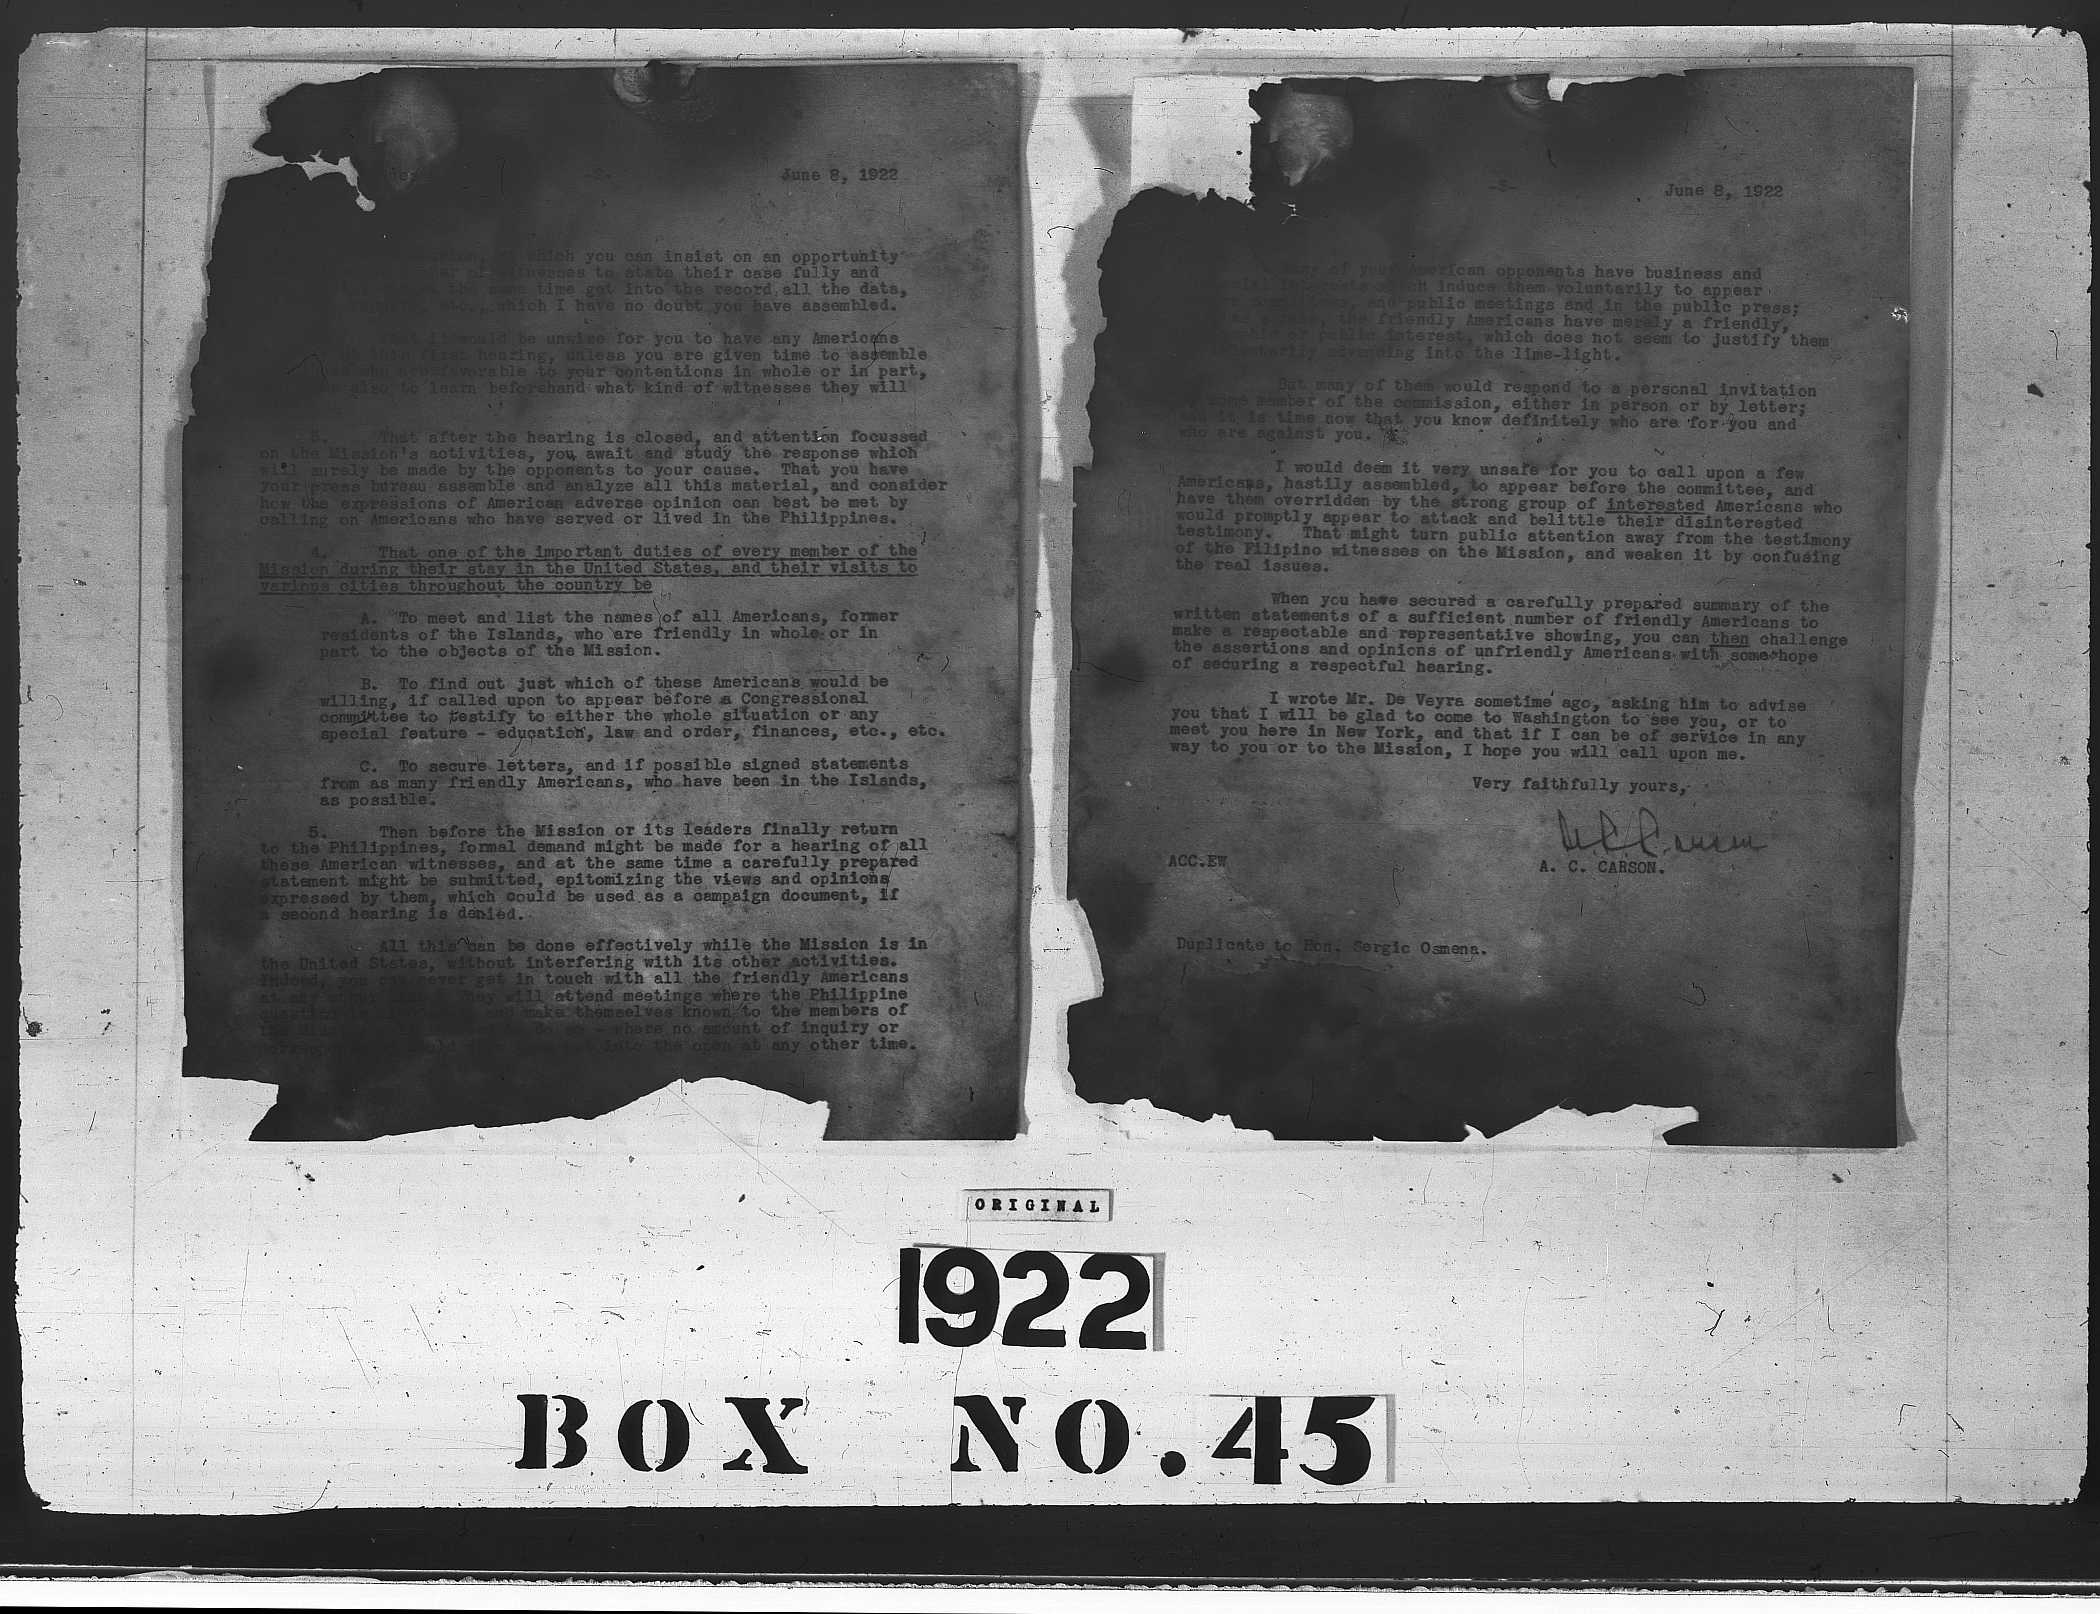 -2-
June 8, 1922
which you can insist on an opportunity
witnesses to state their case fully and
the same time get into the record all the data,
etc., which I have no doubt you have assembled.
That it would be unwise for you to have any Americans
first hearing, unless you are given time to assemble
who are favorable to your contentions in whole or in part,
also to learn beforehand what kind of witnesses they will
3. That after the hearing is closed, and attention focussed
on the Mission's activities, you await and study the response which
will surely be made by the opponents to your cause. That you have
your press bureau assemble and analyze all this material, and consider
how the expressions of American adverse opinion can best be met by
calling on Americans who have served or lived in the Philippines.
4. That one of the important duties of every member of the
Mission during their stay in the United States, and their visits to
various cities throughout the country be
A. To meet and list the names of all Americans, former
residents of the Islands, who are friendly in whole or in
part to the objects of the Mission.
B. To find out just which of these Americans would be
willing, if called upon to appear before a Congressional
committee to testify to either the whole situation or any
special feature - education, law and order, finances, etc., etc.
C. To secure letters, and if possible signed statements
from as many friendly Americans, who have been in the Islands,
as possible.
5. Then before the Mission or its leaders finally return
to the Philippines, formal demand might be made for a hearing of all
these American witnesses, and at the same time a carefully prepared
statement might be submitted, epitomizing the views and opinions
expressed by them, which could be used as a campaign document, if
a second hearing is denied.
All this can be done effectively while the Mission is in
the United States, without interfering with its other activities.
Indeed, you can never get in touch with all the friendly Americans
at any other time. They will attend meetings where the Philippine
question is and make themselves known to the members of
- where no amount of inquiry or
could into the open at any other time.
-3-
June 8, 1922
Many of your American opponents have business and
interests which induce them voluntarily to appear
and public meetings and in the public press;
the friendly Americans have merely a friendly,
or public interest, which does not seem to justify them
voluntarily advancing into the lime-light.
But many of them would respond to a personal invitation
some member of the commission, either in person or by letter;
and it is time now that you know definitely who are for you and
who are against you.
I would deem it very unsafe for you to call upon a few
Americans, hastily assembled, to appear before the committee, and
have them overridden by the strong group of interested Americans who
would promptly appear to attack and belittle their disinterested
testimony. That might turn public attention away from the testimony
of the Filipino witnesses on the Mission, and weaken it by confusing
the real issues.
When you have secured a carefully prepared summary of the
written statements of a sufficient number of friendly Americans to
make a respectable and representative showing, you can then challenge
the assertions and opinions of unfriendly Americans with some hope
of securing a respectful hearing.
I wrote Mr. De Veyra sometime ago, asking him to advise
you that I will be glad to come to Washington to see you, or to
meet you here in New York, and that if I can be of service in any
way to you or to the Mission, I hope you will call upon me.
Very faithfully yours,
A C Carson
ACC.EW
A. C. CARSON.
Duplicate to Hon. Sergio Osmena.
ORIGINAL
1922
BOX NO. 45